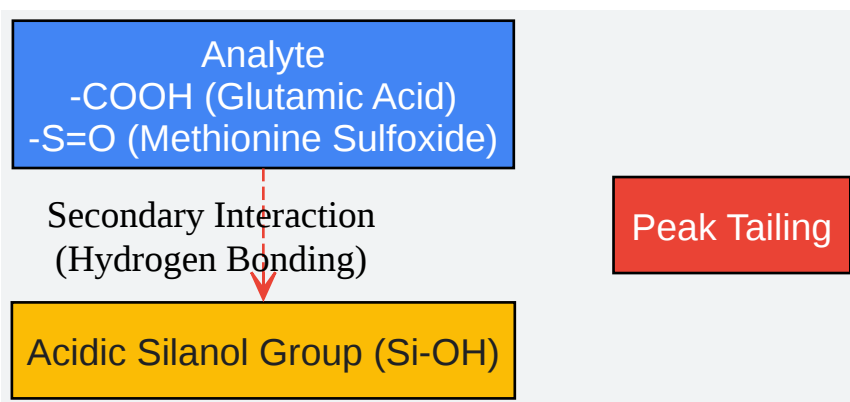 Analyte
-COOH (Glutamic Acid)
-S=O (Methionine Sulfoxide)
Secondary Interaction
(Hydrogen Bonding)
Peak Tailing
Acidic Silanol Group (Si-OH)